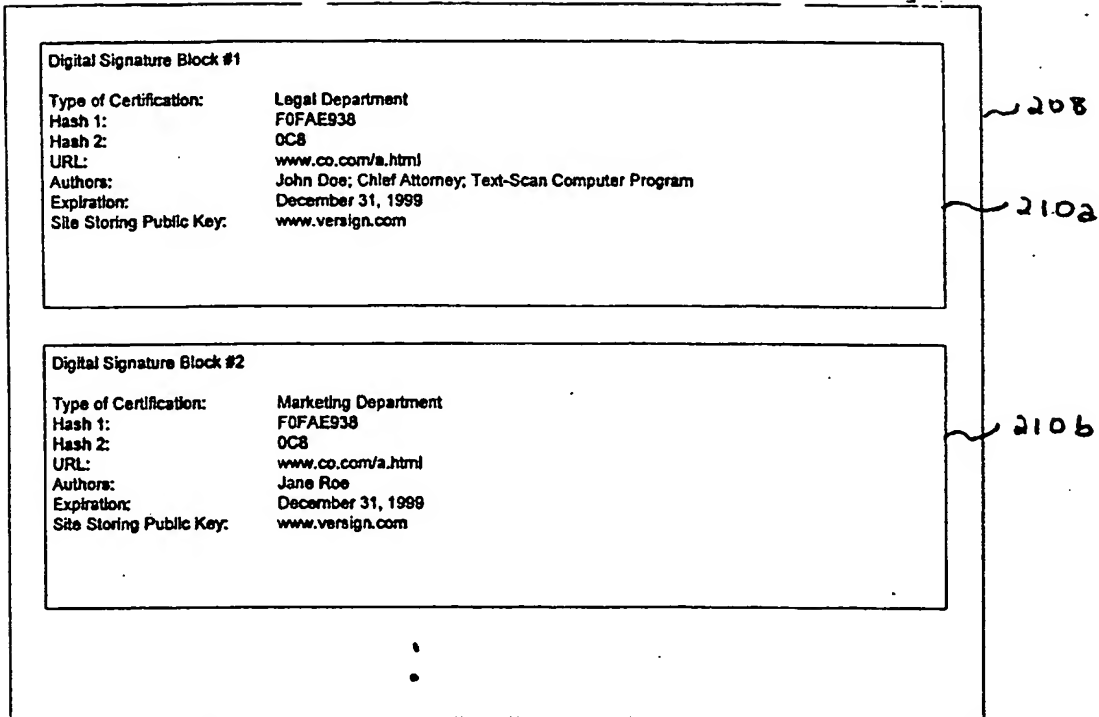 Digital Signature Block #1
Type of Certification: Legal Department
Hash 1: F0FAE938
Hash 2: 0C8
URL: www.co.com/a.html
Authors: John Doe; Chief Attorney; Text-Scan Computer Program
Expiration: December 31, 1999
Site Storing Public Key: www.versign.com
208
210a
Digital Signature Block #2
Type of Certification: Marketing Department
Hash 1: F0FAE938
Hash 2: 0C8
URL: www.co.com/a.html
Authors: Jane Roe
Expiration: December 31, 1999
Site Storing Public Key: www.versign.com
210b